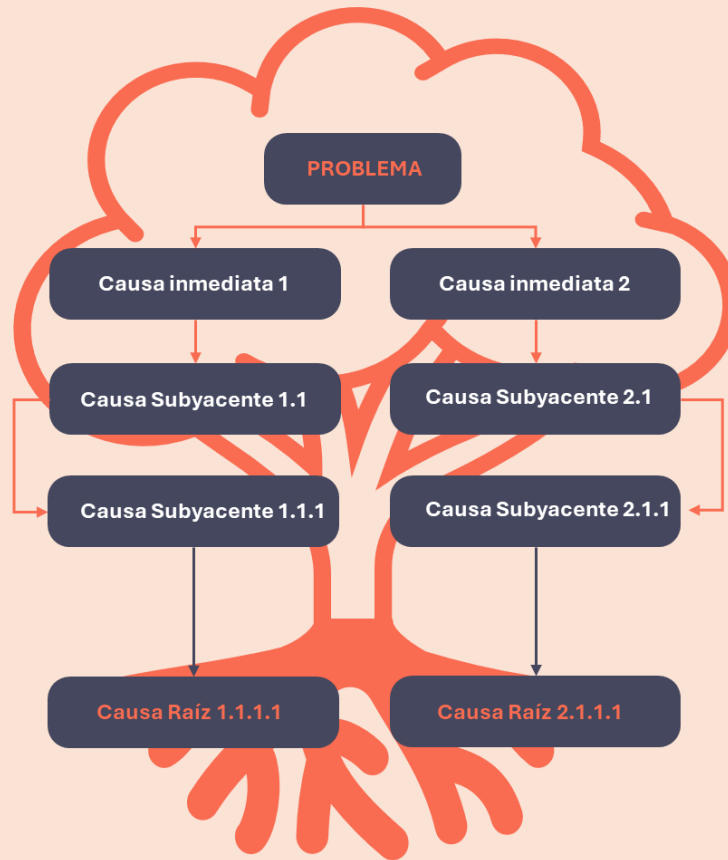 PROBLEMA
Causa inmediata 1
Causa inmediata 2
Causa Subyacente 1.1
Causa Subyacente 2.1
Causa Subyacente 1.1.1
Causa Subyacente 2.1.1
Causa Raíz 1.1.1.1
Causa Raíz 2.1.1.1